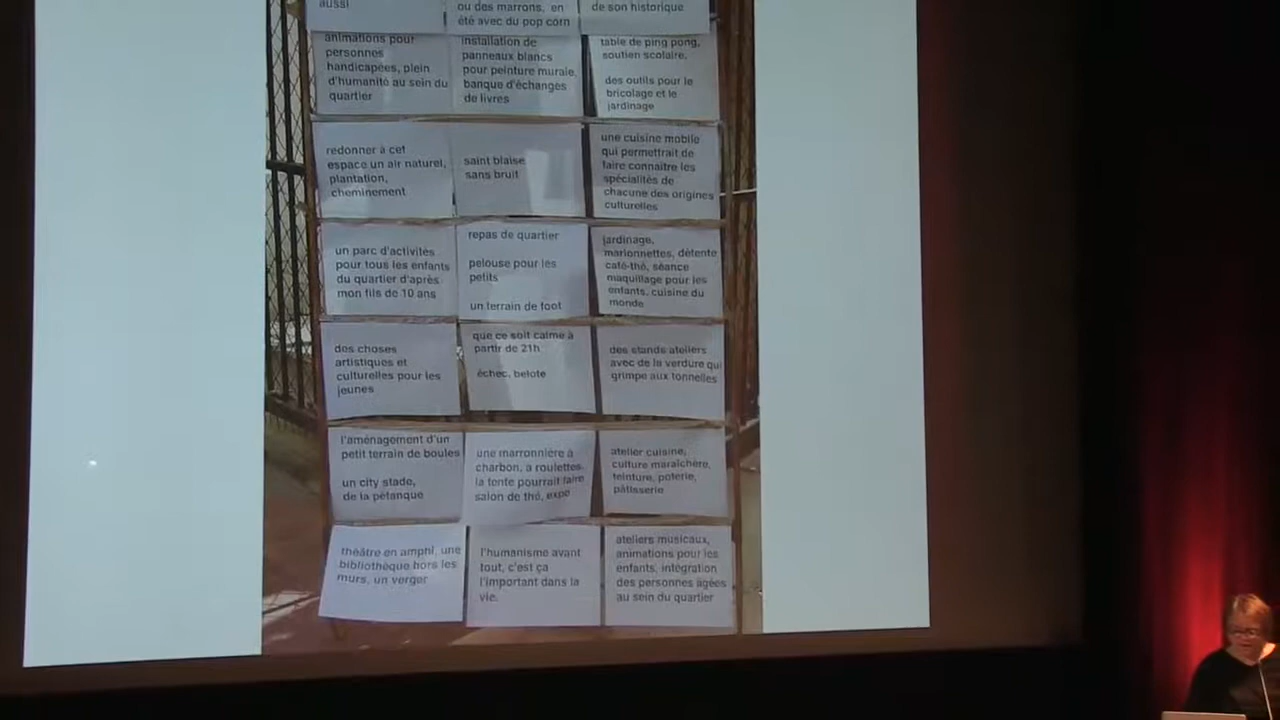 aussi
ou des marrons, en
été avec du pop corn
de son historique
animations pour
personnes
handicapées, plein
d'humanité au sein du
quartier
installation de
panneaux blancs
pour peinture murale,
banque d'échanges
de livres
table de ping pong,
soutien scolaire,
des outils pour le
bricolage et le
jardinage
redonner à cet
espace un air naturel,
plantation,
cheminement
saint blaise
sans bruit
une cuisine mobile
qui permettrait de
faire connaître les
spécialités de
chacune des origines
culturelles
un parc d'activités
pour tous les enfants
du quartier d'après
mon fils de 10 ans
repas de quartier
pelouse pour les
petits
un terrain de foot
jardinage,
marionnettes, détente
café-thé, séance
maquillage pour les
enfants, cuisine du
monde
des choses
artistiques et
culturelles pour les
jeunes
que ce soit calme à
partir de 21h
échec, belote
des stands ateliers
avec de la verdure qui
grimpe aux tonnelles
l'aménagement d'un
petit terrain de boules
un city stade,
de la pétanque
une marronnière à
charbon, à roulettes.
la tente pourrait faire
salon de thé, expo
atelier cuisine,
culture maraîchère,
teinture, poterie,
pâtisserie
théâtre en amphi, une
bibliothèque hors les
murs, un verger
l'humanisme avant
tout, c'est ça
l'important dans la
vie.
ateliers musicaux,
animations pour les
enfants, intégration
des personnes âgées
au sein du quartier